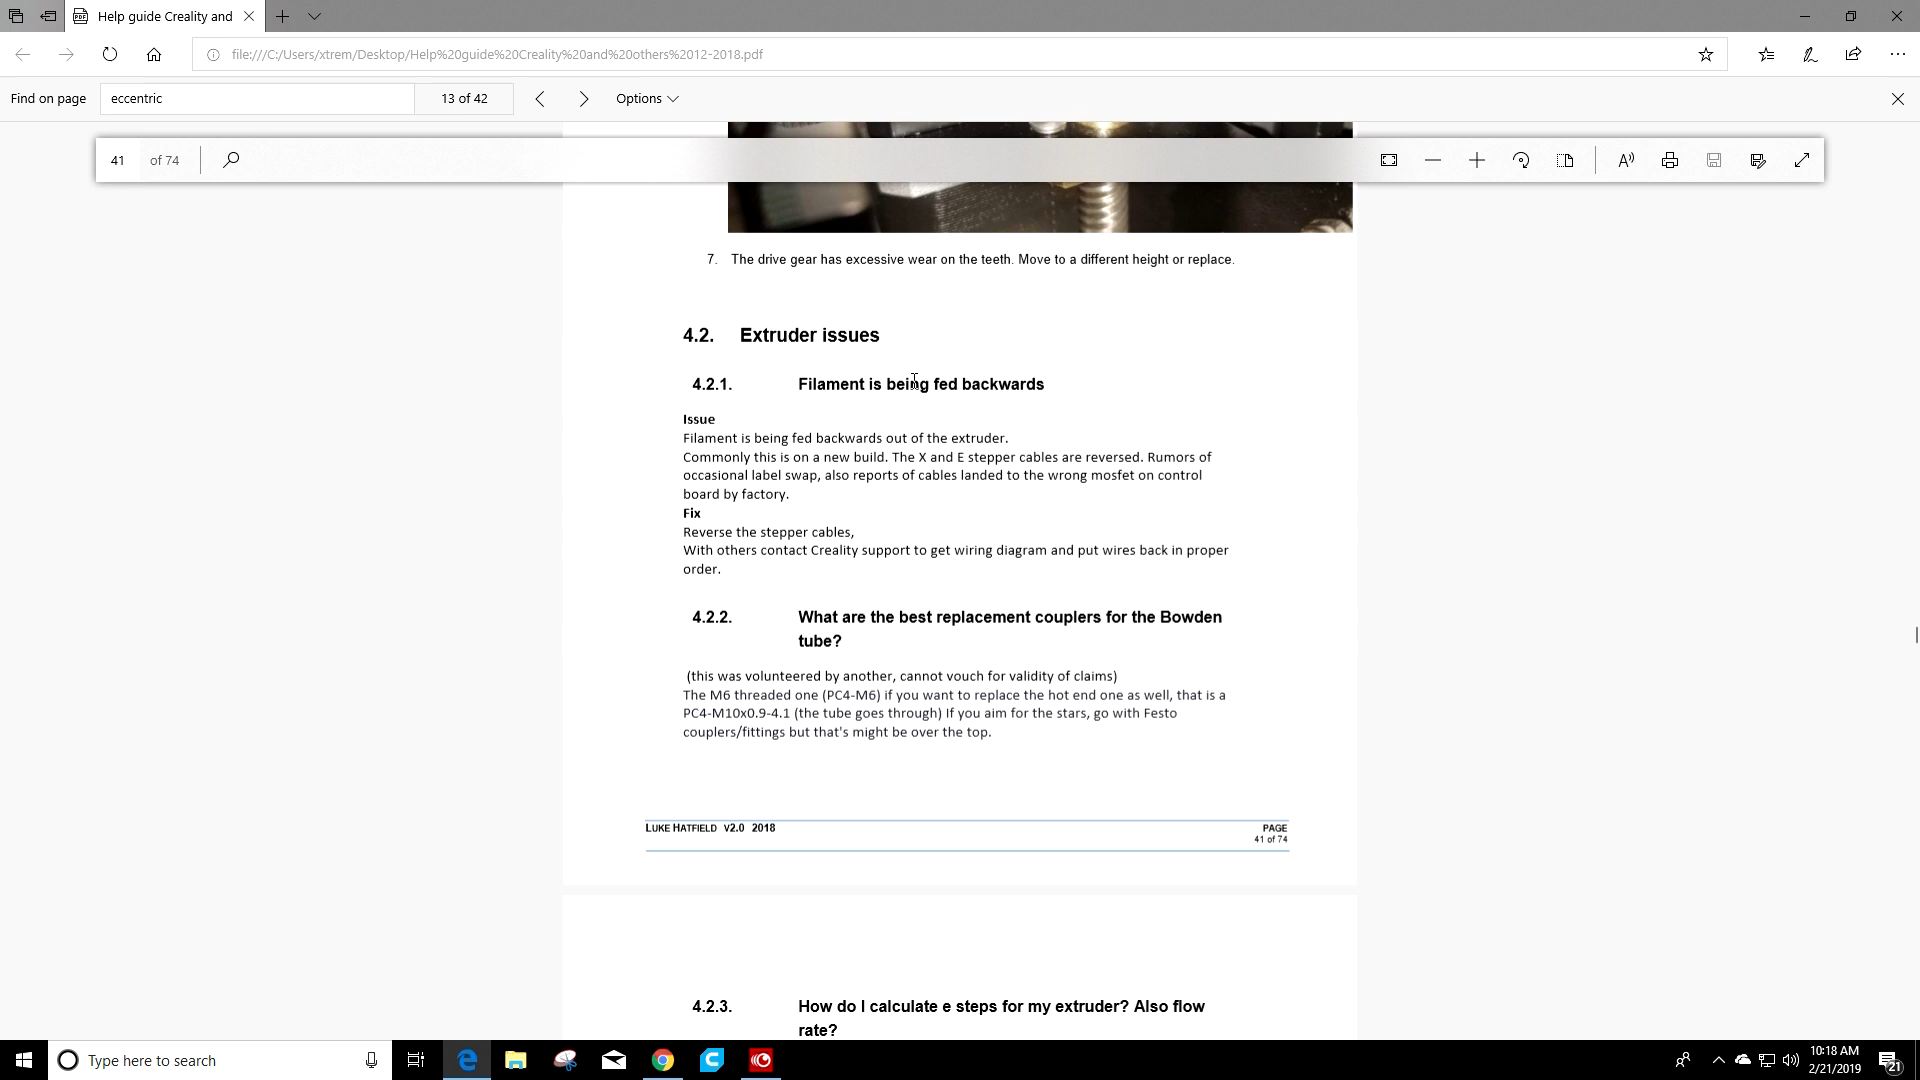 Help guide Creality and
file:///C:/Users/xtrem/Desktop/Help%20guide%20Creality%20and%20others%2012-2018.pdf
Find on page eccentric 13 of 42 Options
41 of 74
7. The drive gear has excessive wear on the teeth. Move to a different height or replace.
4.2. Extruder issues
4.2.1. Filament is being fed backwards
Issue
Filament is being fed backwards out of the extruder.
Commonly this is on a new build. The X and E stepper cables are reversed. Rumors of
occasional label swap, also reports of cables landed to the wrong mosfet on control
board by factory.
Fix
Reverse the stepper cables,
With others contact Creality support to get wiring diagram and put wires back in proper
order.
4.2.2. What are the best replacement couplers for the Bowden
tube?
(this was volunteered by another, cannot vouch for validity of claims)
The M6 threaded one (PC4-M6) if you want to replace the hot end one as well, that is a
PC4-M10x0.9-4.1 (the tube goes through) If you aim for the stars, go with Festo
couplers/fittings but that's might be over the top.
LUKE HATFIELD V2.0 2018 PAGE
41 of 74
4.2.3. How do I calculate e steps for my extruder? Also flow
rate?
Type here to search
10:18 AM
2/21/2019
21